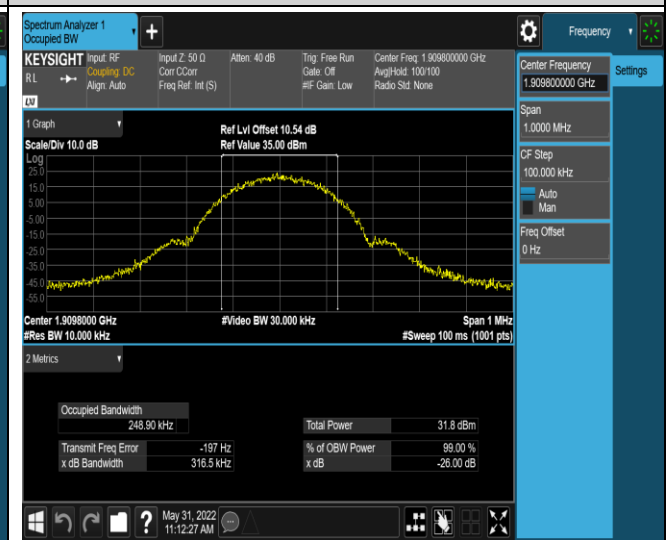 Spectrum Analyzer 1
Occupied BW
+
Frequency
KEYSIGHT Input: RF Input Z: 50 Ω Atten: 40 dB Trig: Free Run Center Freq: 1.909800000 GHz
R L Coupling: DC Corr CCorr Gate: Off Avg|Hold: 100/100
Align: Auto Freq Ref: Int (S) #IF Gain: Low Radio Std: None
LXI
Center Frequency
1.909800000 GHz
Settings
Span
1.0000 MHz
CF Step
100.000 kHz
Auto
Man
Freq Offset
0 Hz
1 Graph
Ref Lvl Offset 10.54 dB
Scale/Div 10.0 dB Ref Value 35.00 dBm
Log
25.0
15.0
5.00
-5.00
-15.0
-25.0
-35.0
-45.0
-55.0
Center 1.9098000 GHz #Video BW 30.000 kHz Span 1 MHz
#Res BW 10.000 kHz #Sweep 100 ms (1001 pts)
2 Metrics
Occupied Bandwidth
248.90 kHz Total Power 31.8 dBm
Transmit Freq Error -197 Hz % of OBW Power 99.00 %
x dB Bandwidth 316.5 kHz x dB -26.00 dB
?
May 31, 2022
11:12:27 AM